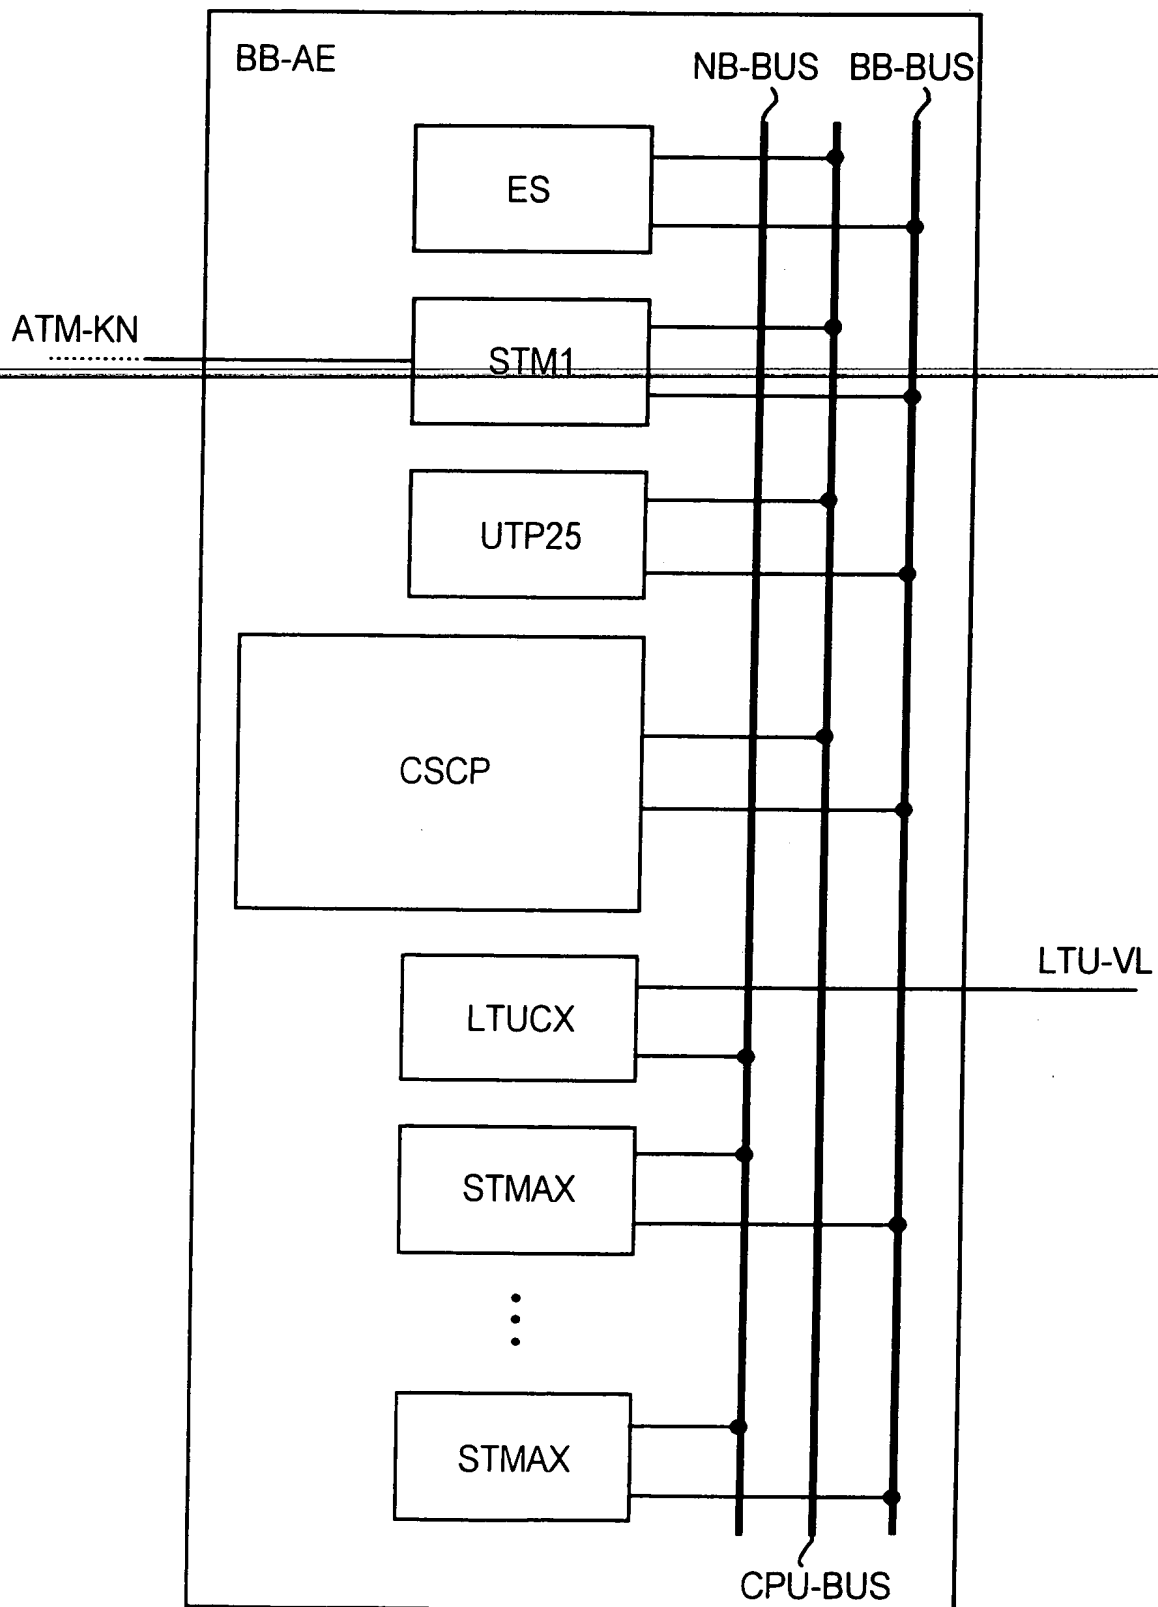 BB-AE
NB-BUS
BB-BUS
ES
ATM-KN
STM1
UTP25
CSCP
LTU-VL
LTUCX
STMAX
STMAX
CPU-BUS